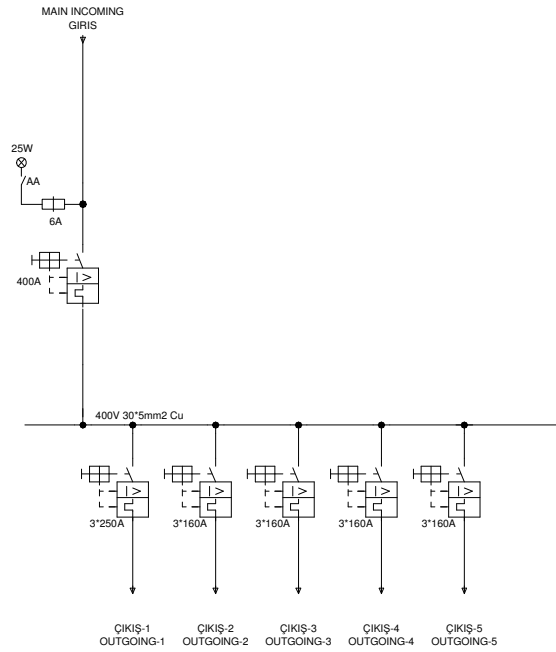 MAIN INCOMING
GIRIS
25W
AA
6A
400A
400V 30*5mm2 Cu
3*250A
3*160A
3*160A
3*160A
3*160A
ÇIKIŞ-1
OUTGOING-1
ÇIKIŞ-2
OUTGOING-2
ÇIKIŞ-3
OUTGOING-3
ÇIKIŞ-4
OUTGOING-4
ÇIKIŞ-5
OUTGOING-5